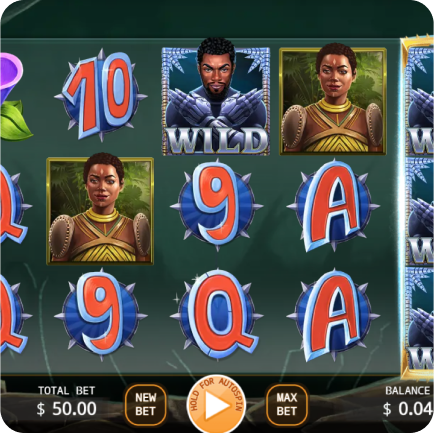 10
WILD
Q
9
A
Q
9
Q
A
TOTAL BET
$ 50.00
NEW
BET
HOLD FOR AUTOSPIN
MAX
BET
BALANCE
$ 0.04